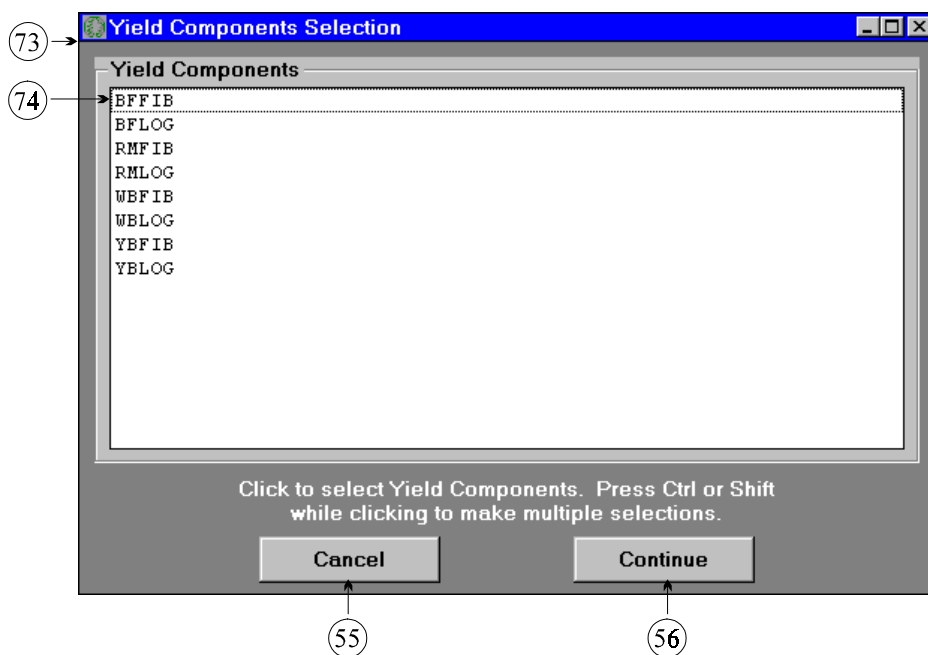 Yield Components Selection
73
Yield Components
74
BFFIB
BFLOG
RMFIB
RMLOG
WBFIB
WBLOG
YBFIB
YBLOG
Click to select Yield Components. Press Ctrl or Shift
while clicking to make multiple selections.
Cancel
Continue
55
56